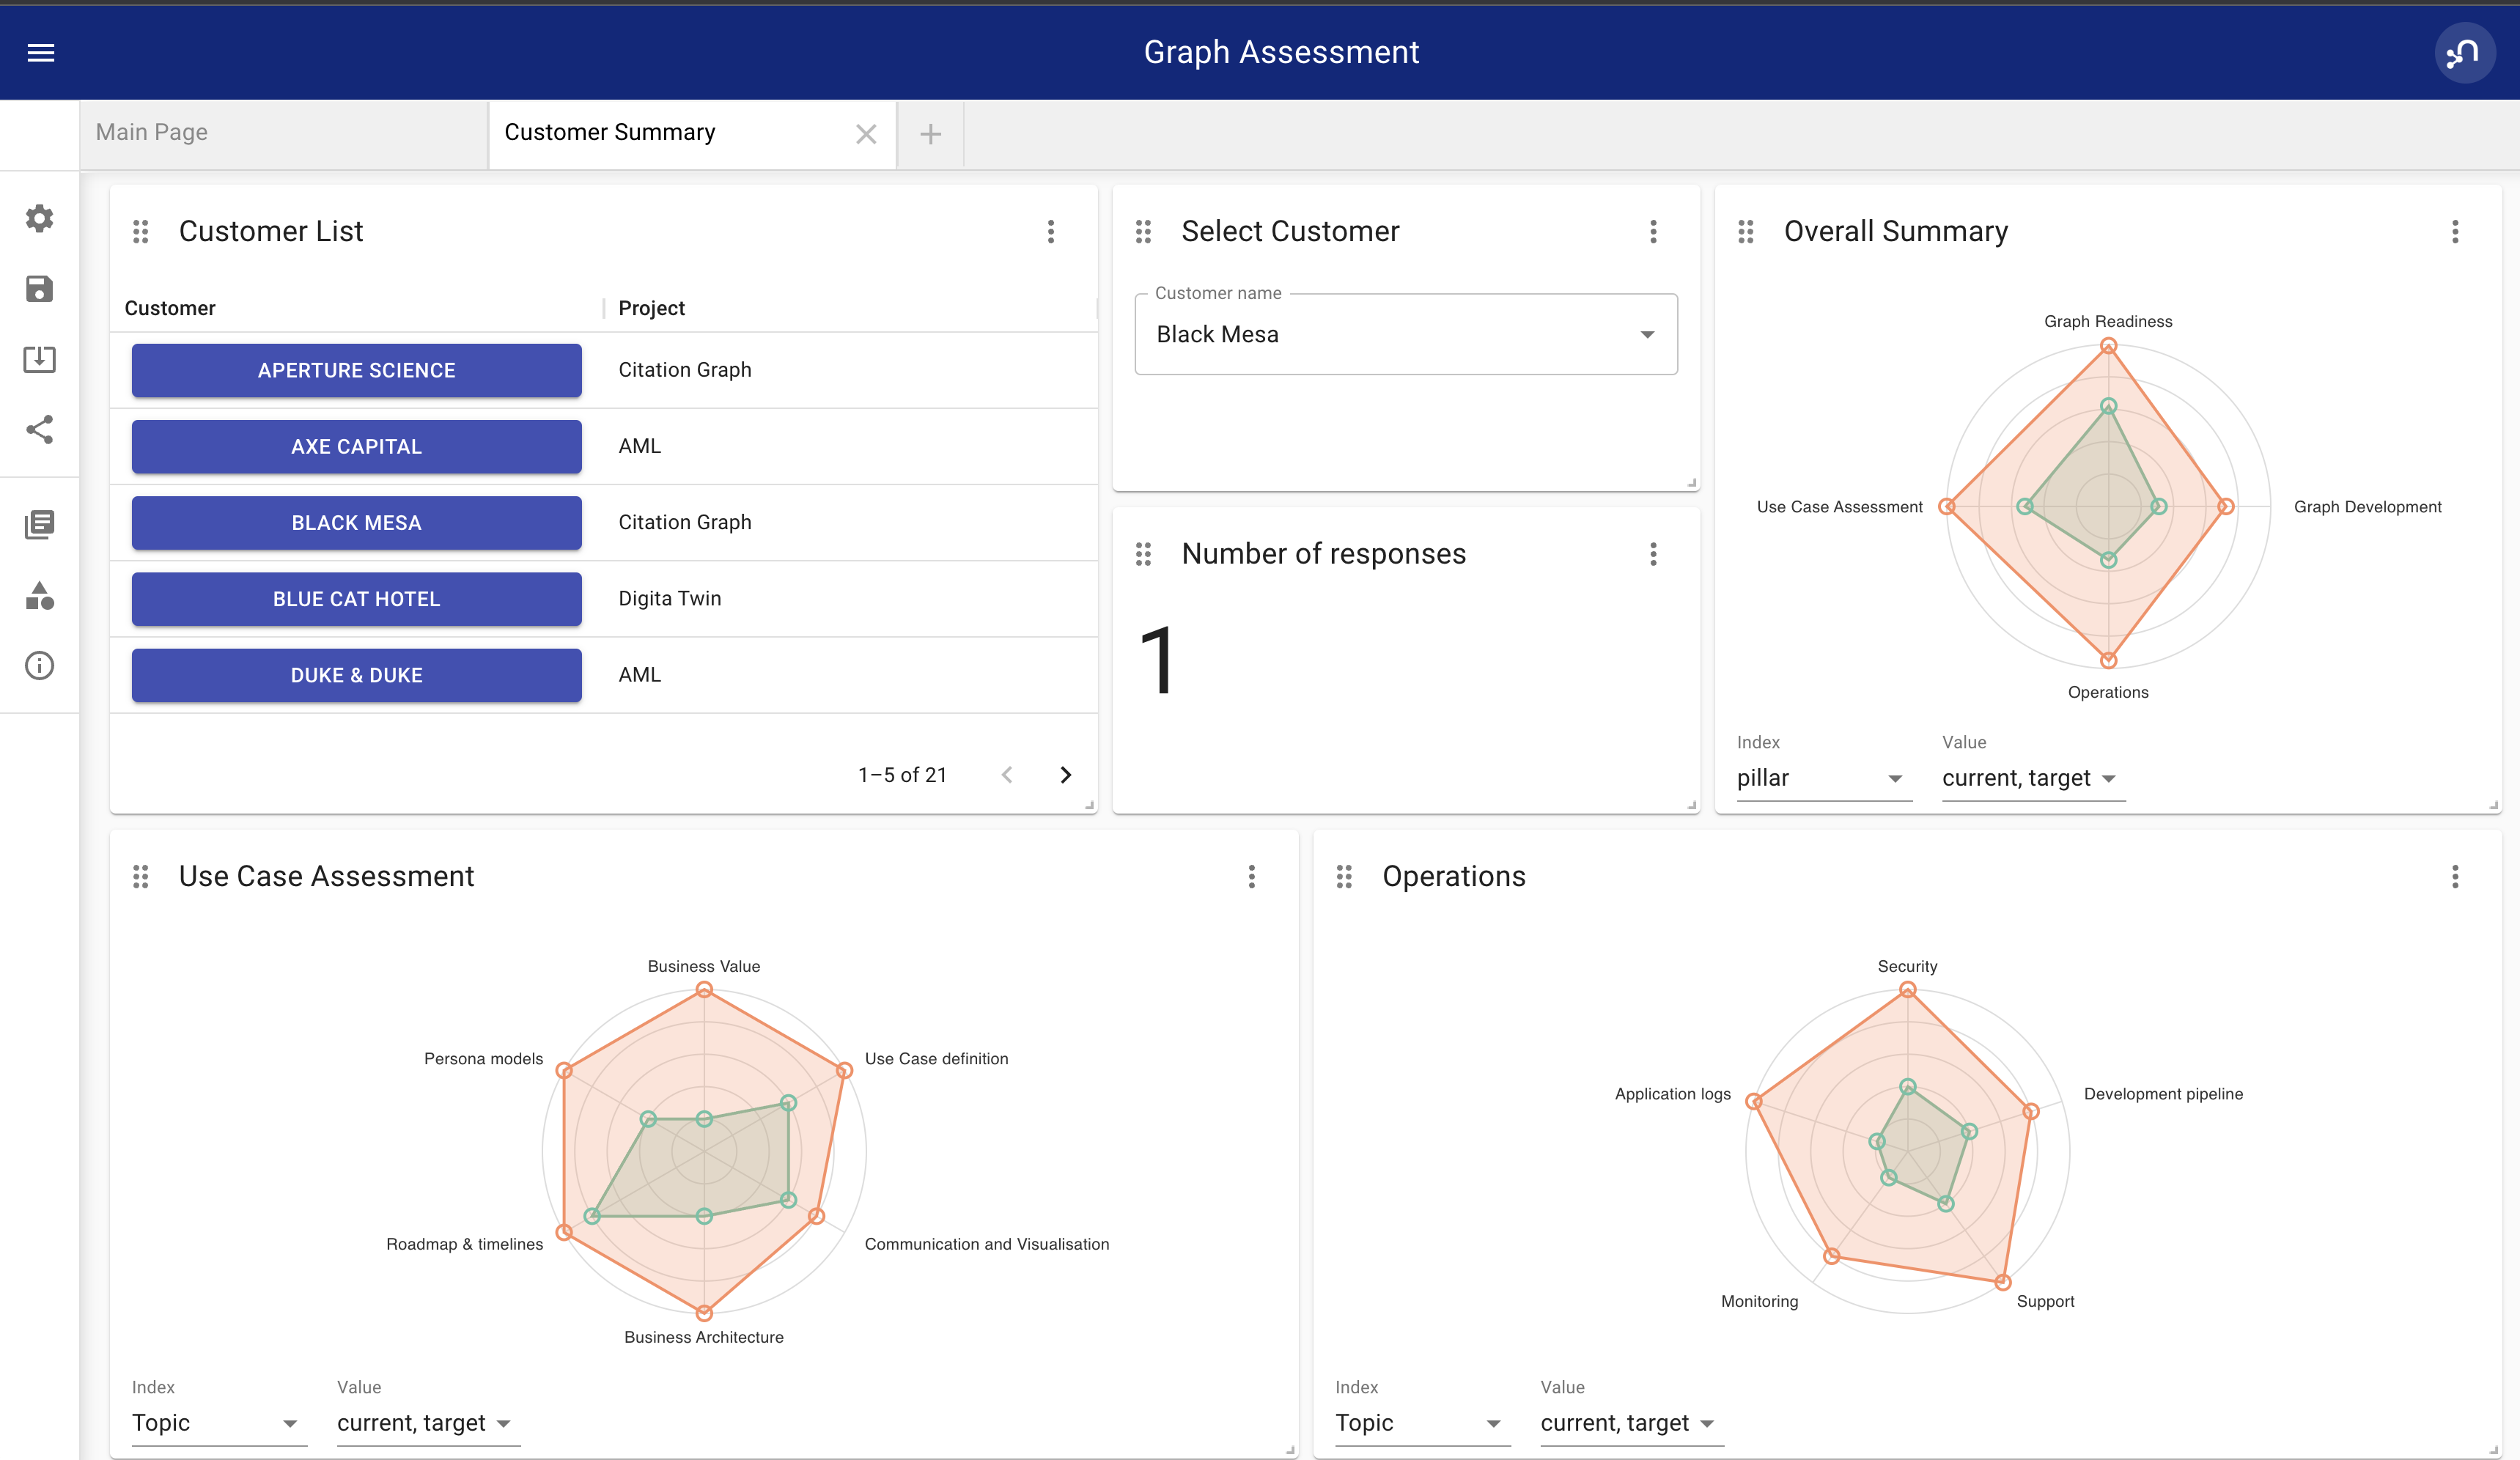 Graph Assessment
Main Page
Customer Summary
Customer List
Customer Project
APERTURE SCIENCE Citation Graph
AXE CAPITAL AML
BLACK MESA Citation Graph
BLUE CAT HOTEL Digita Twin
DUKE & DUKE AML
1–5 of 21
Select Customer
Customer name
Black Mesa
Number of responses
1
Overall Summary
Graph Readiness
Use Case Assessment
Graph Development
Operations
Index Value
pillar current, target
Use Case Assessment
Business Value
Persona models
Use Case definition
Roadmap & timelines
Communication and Visualisation
Business Architecture
Index Value
Topic current, target
Operations
Security
Application logs
Development pipeline
Monitoring
Support
Index Value
Topic current, target